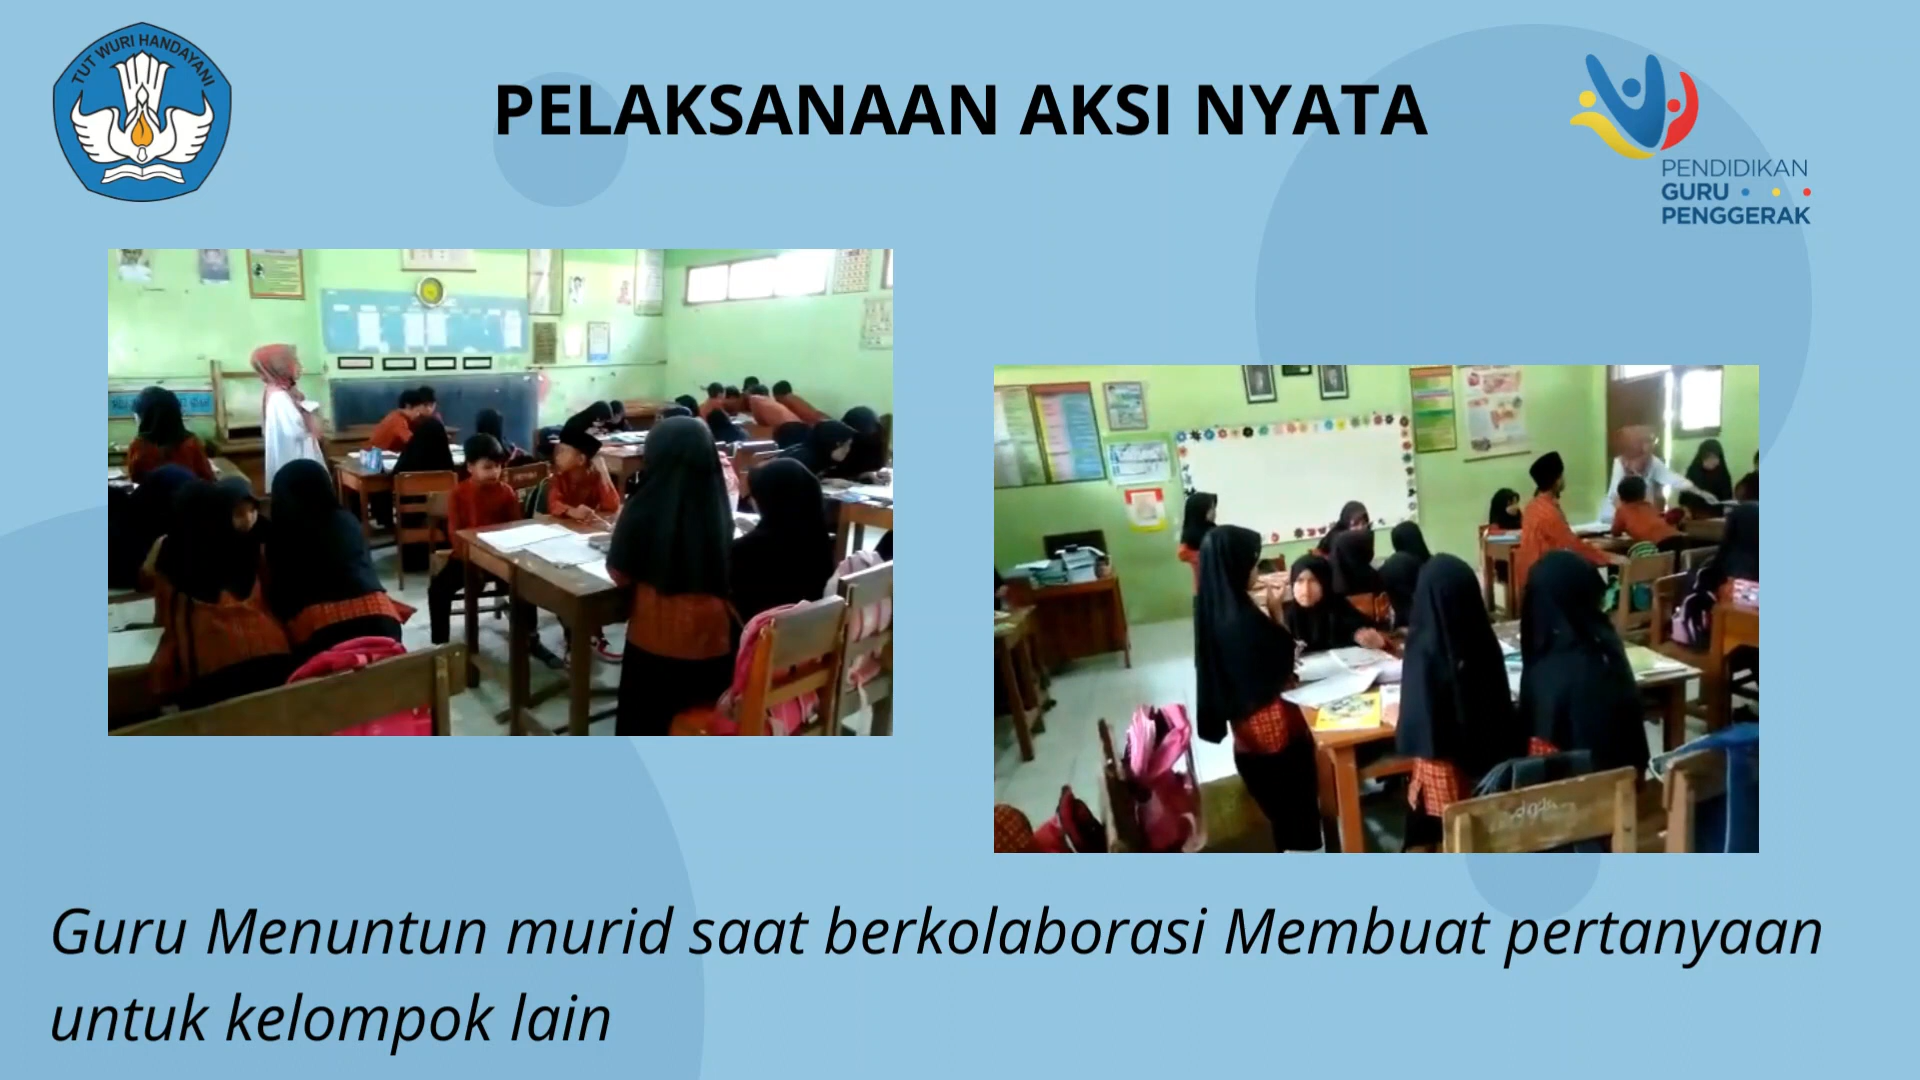 TUT WURI HANDAYANI
PELAKSANAAN AKSI NYATA
PENDIDIKAN
GURU
PENGGERAK
Guru Menuntun murid saat berkolaborasi Membuat pertanyaan
untuk kelompok lain